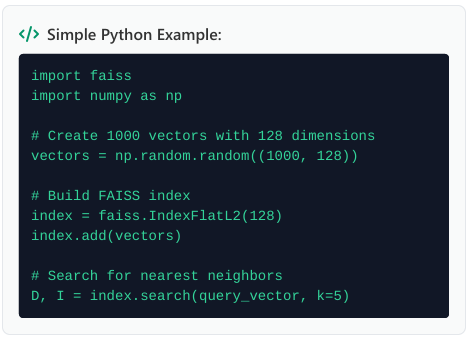 </> Simple Python Example:
import faiss
import numpy as np
# Create 1000 vectors with 128 dimensions
vectors = np.random.random((1000, 128))
# Build FAISS index
index = faiss.IndexFlatL2(128)
index.add(vectors)
# Search for nearest neighbors
D, I = index.search(query_vector, k=5)